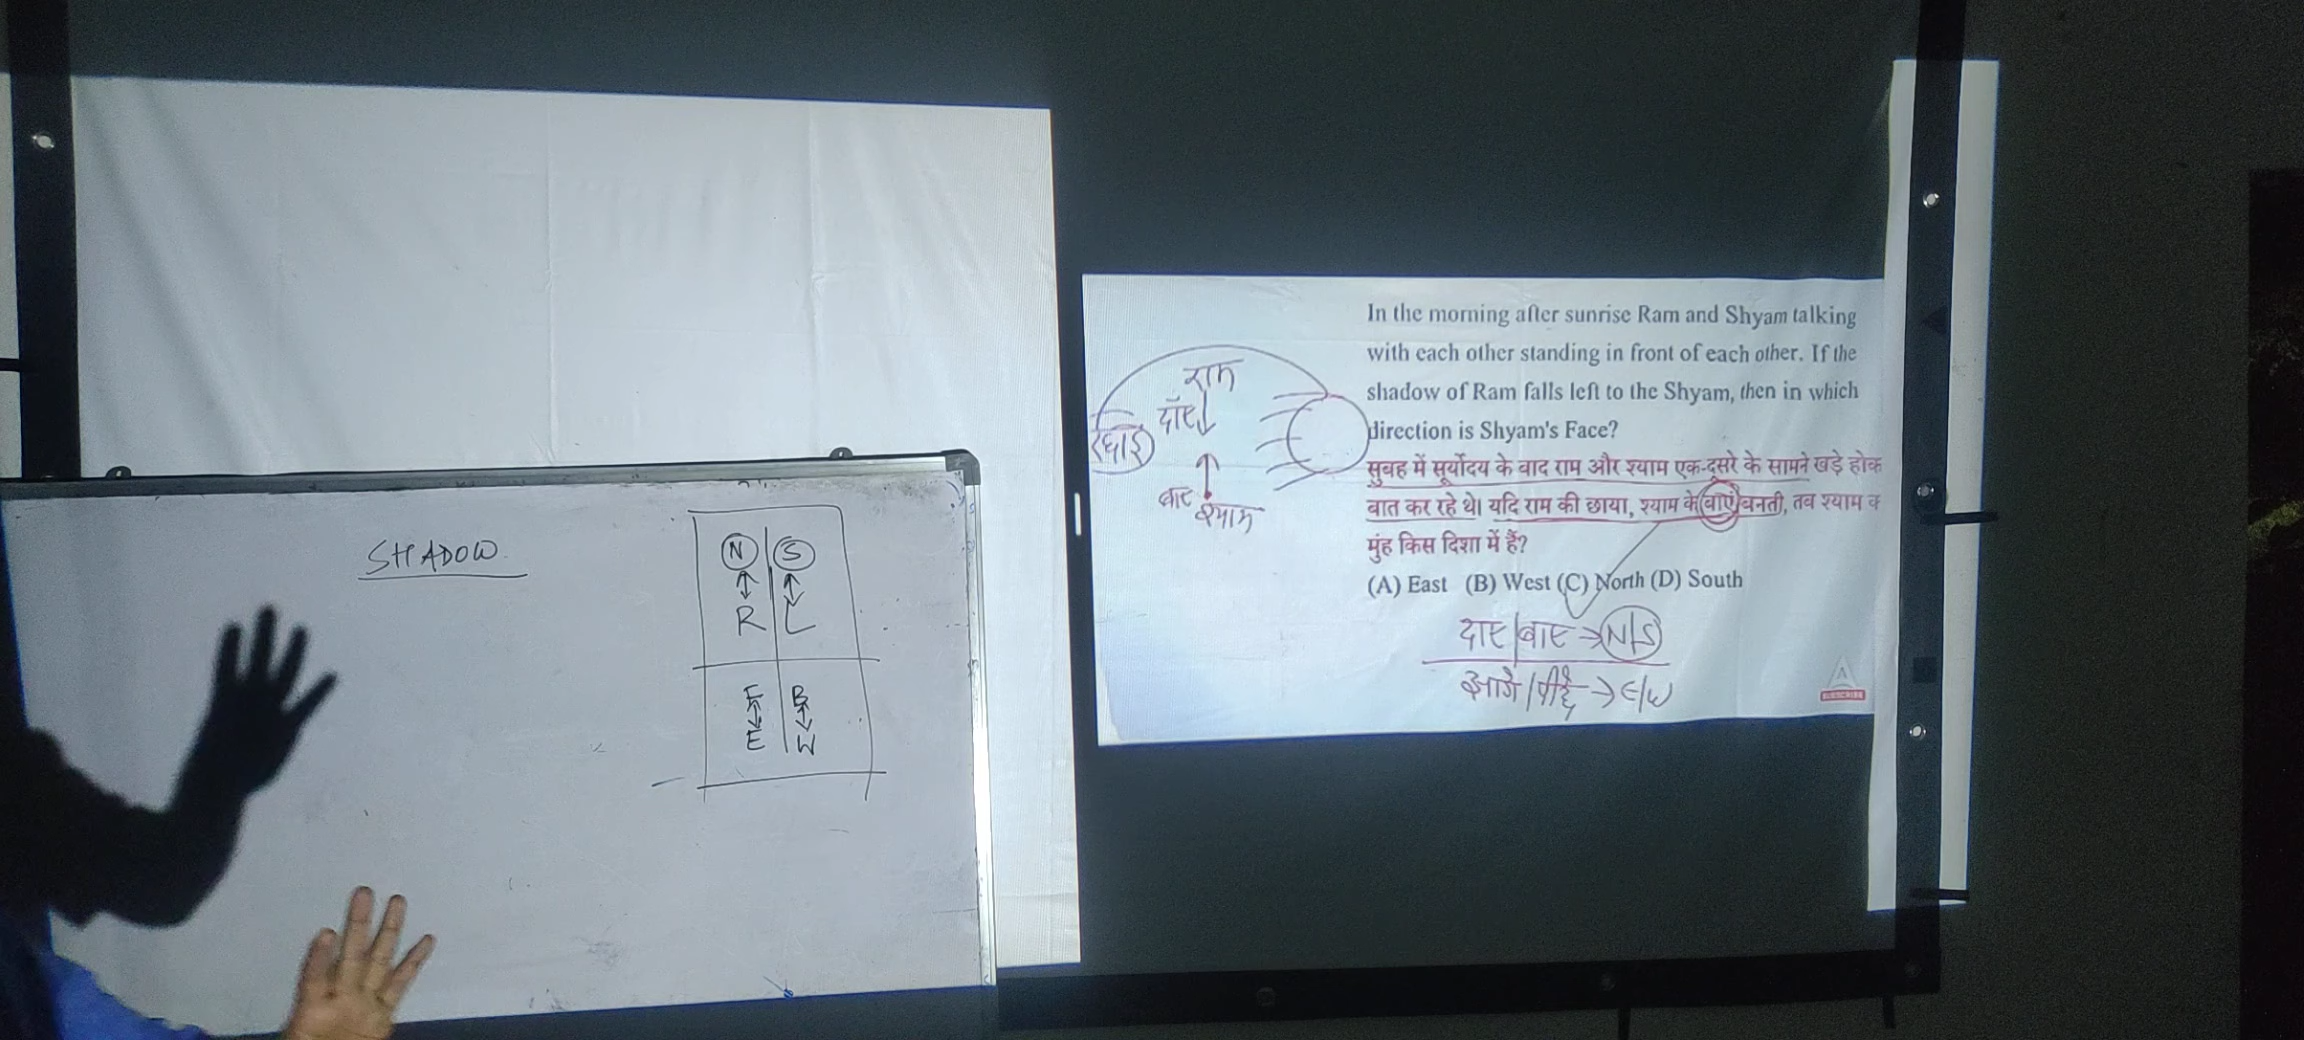 SHADOW
N S
R L
F B
E W
In the morning after sunrise Ram and Shyam talking
with each other standing in front of each other. If the
shadow of Ram falls left to the Shyam, then in which
direction is Shyam's Face?
सुबह में सूर्योदय के बाद राम और श्याम एक-दूसरे के सामने खड़े होक
बात कर रहे थे। यदि राम की छाया, श्याम के बाएं बनती, तब श्याम क
मुंह किस दिशा में हैं?
(A) East (B) West (C) North (D) South
राम
दाँए
बाए
श्याम
दाए|बाए → N|S
आगे/पीछे → E/W
SUBSCRIBE